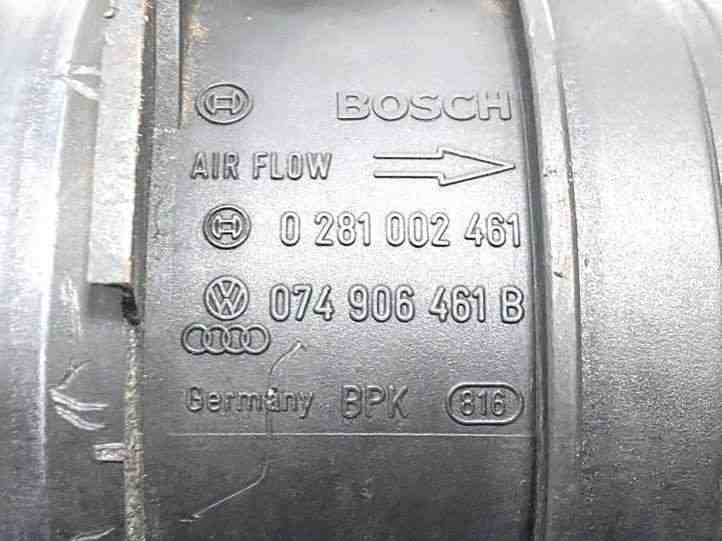 BOSCH
AIR FLOW
0 281 002 461
074 906 461 B
Germany BPK 816